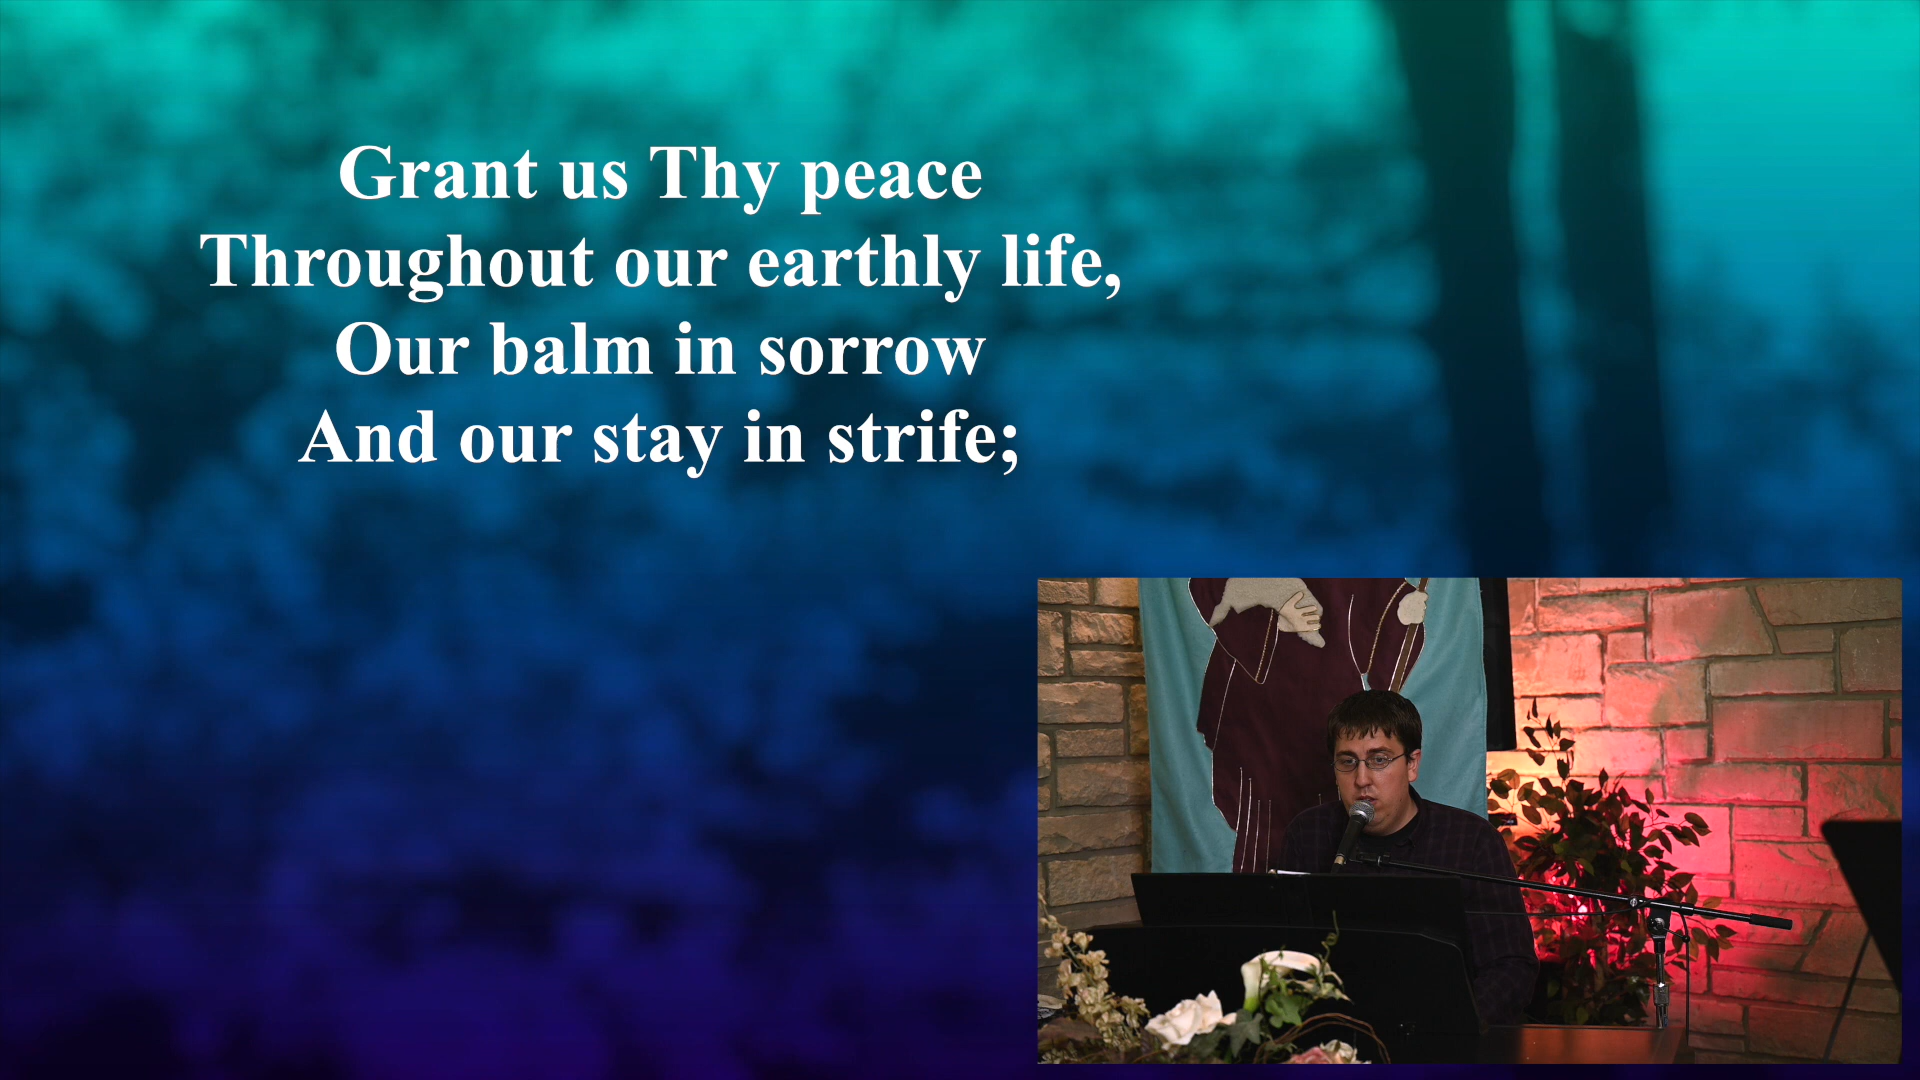 Grant us Thy peace
Throughout our earthly life,
Our balm in sorrow
And our stay in strife;